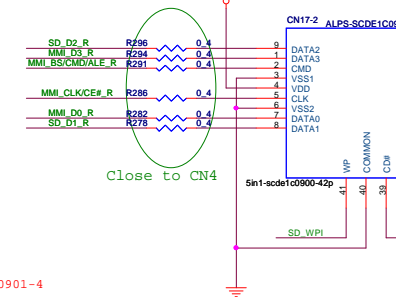 CN17-2 ALPS-SCDE1C09
SD_D2_R R296 0_4 9 DATA2
MMI_D3_R R294 0_4 1 DATA3
MMI_BS/CMD/ALE_R R291 0_4 2 CMD
3 VSS1
4 VDD
MMI_CLK/CE#_R R286 0_4 5 CLK
6 VSS2
MMI_D0_R R282 0_4 7 DATA0
SD_D1_R R278 0_4 8 DATA1
WP COMMON CD#
Close to CN4
5in1-scde1c0900-42p
41 40 39
SD_WPI
0901-4